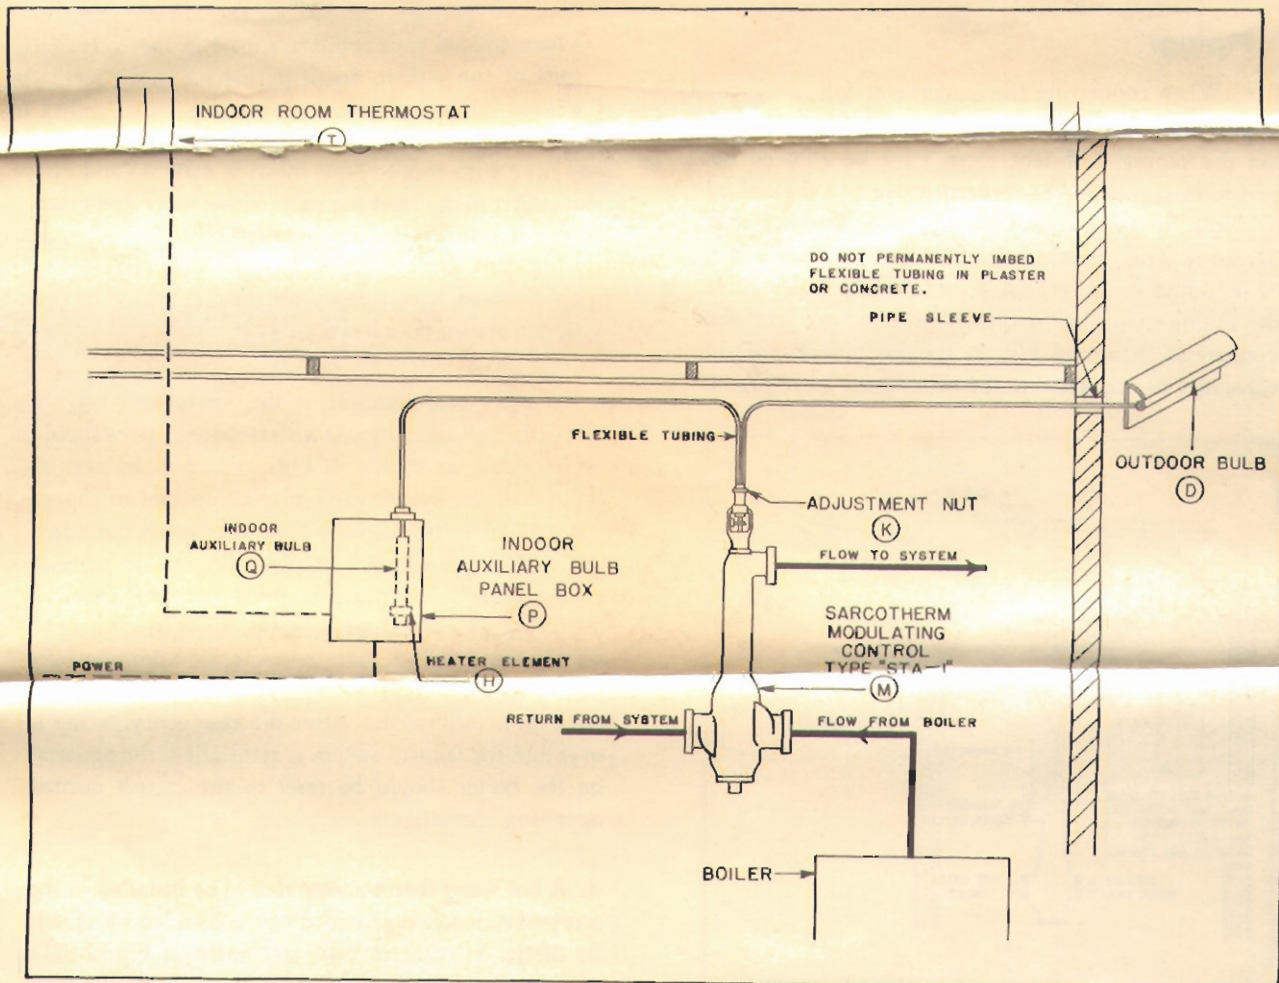 INDOOR ROOM THERMOSTAT
T
DO NOT PERMANENTLY IMBED
FLEXIBLE TUBING IN PLASTER
OR CONCRETE.
PIPE SLEEVE
FLEXIBLE TUBING
OUTDOOR BULB
D
ADJUSTMENT NUT
K
INDOOR
AUXILIARY BULB
Q
INDOOR
AUXILIARY BULB
PANEL BOX
P
FLOW TO SYSTEM
SARCOTHERM
MODULATING
CONTROL
TYPE "STA-1"
M
POWER
HEATER ELEMENT
H
RETURN FROM SYSTEM
FLOW FROM BOILER
BOILER